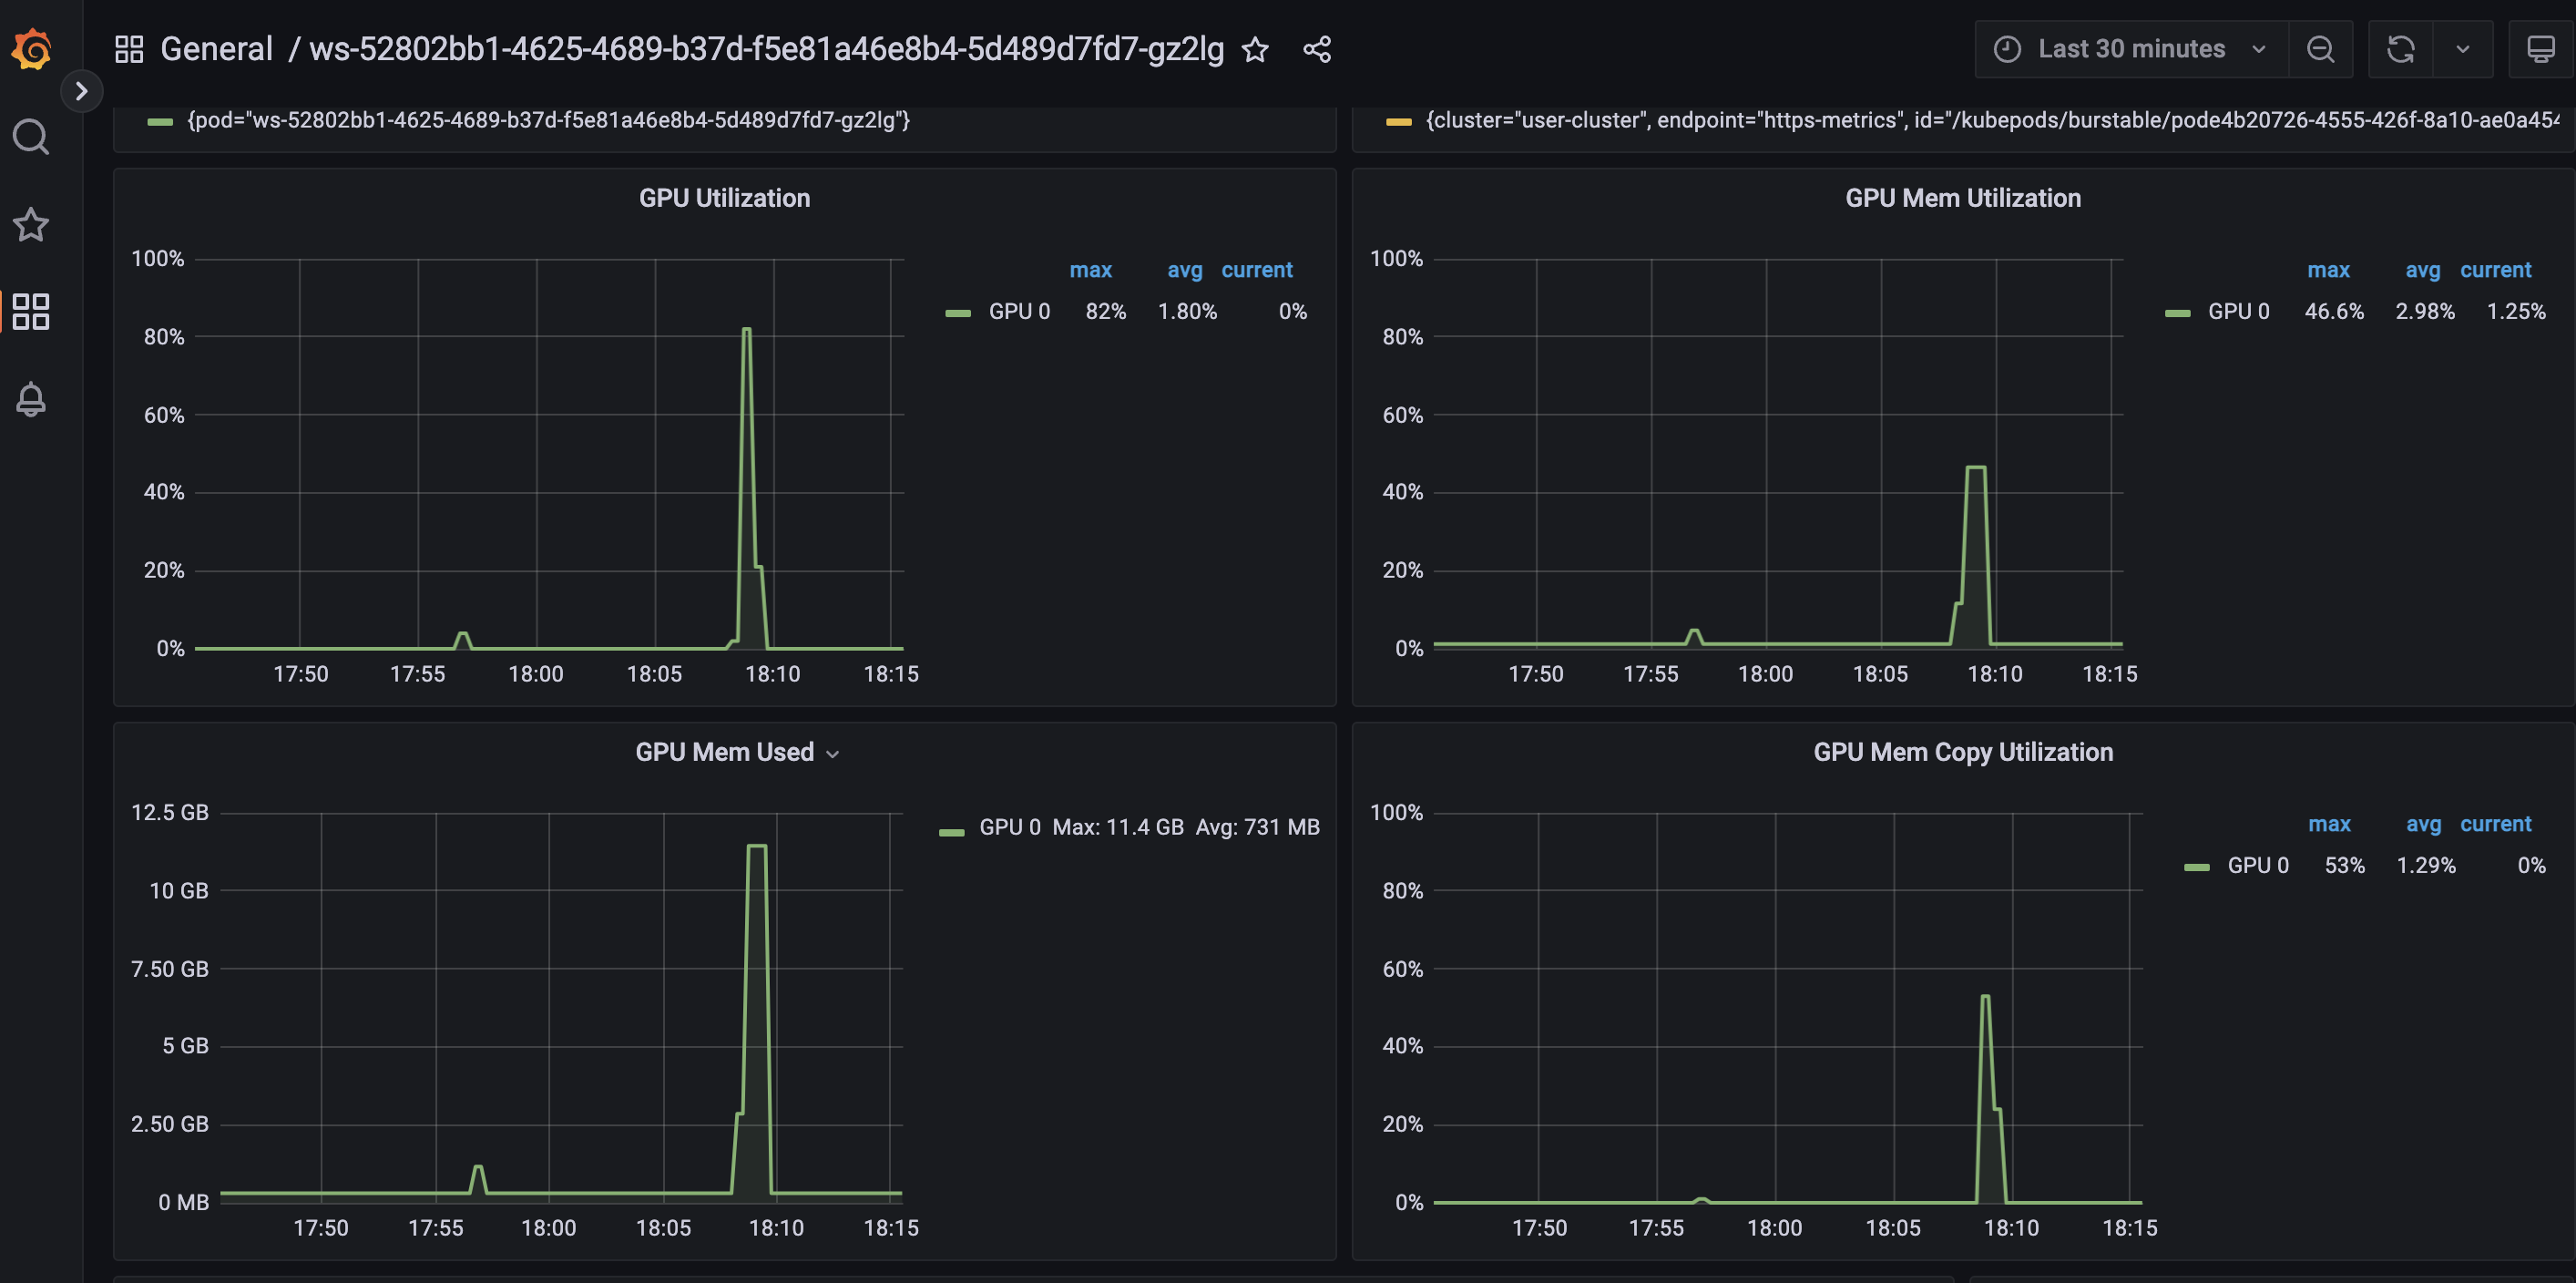 General / ws-52802bb1-4625-4689-b37d-f5e81a46e8b4-5d489d7fd7-gz2lg
Last 30 minutes
{pod="ws-52802bb1-4625-4689-b37d-f5e81a46e8b4-5d489d7fd7-gz2lg"}
{cluster="user-cluster", endpoint="https-metrics", id="/kubepods/burstable/pode4b20726-4555-426f-8a10-ae0a454
GPU Utilization
100%
80%
60%
40%
20%
0%
17:50 17:55 18:00 18:05 18:10 18:15
max avg current
GPU 0 82% 1.80% 0%
GPU Mem Utilization
100%
80%
60%
40%
20%
0%
17:50 17:55 18:00 18:05 18:10 18:15
max avg current
GPU 0 46.6% 2.98% 1.25%
GPU Mem Used
12.5 GB
10 GB
7.50 GB
5 GB
2.50 GB
0 MB
17:50 17:55 18:00 18:05 18:10 18:15
GPU 0 Max: 11.4 GB Avg: 731 MB
GPU Mem Copy Utilization
100%
80%
60%
40%
20%
0%
17:50 17:55 18:00 18:05 18:10 18:15
max avg current
GPU 0 53% 1.29% 0%